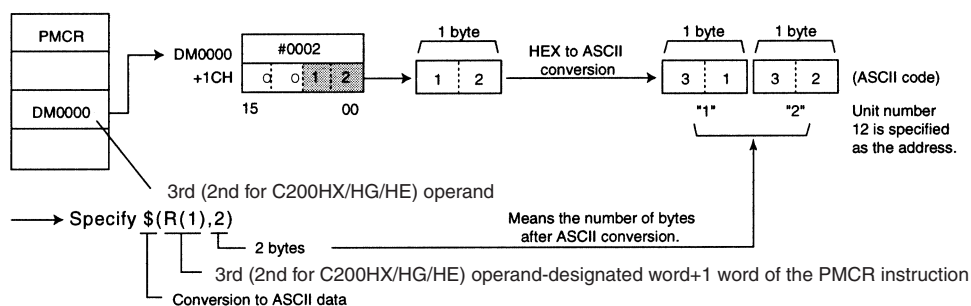 PMCR
DM0000
DM0000
+1CH
#0002
0 0 1 2
15 00
1 byte
1 2
HEX to ASCII
conversion
1 byte 1 byte
3 1 3 2
(ASCII code)
"1" "2"
Unit number
12 is specified
as the address.
3rd (2nd for C200HX/HG/HE) operand
Specify $(R(1),2)
2 bytes
Means the number of bytes
after ASCII conversion.
3rd (2nd for C200HX/HG/HE) operand-designated word+1 word of the PMCR instruction
Conversion to ASCII data